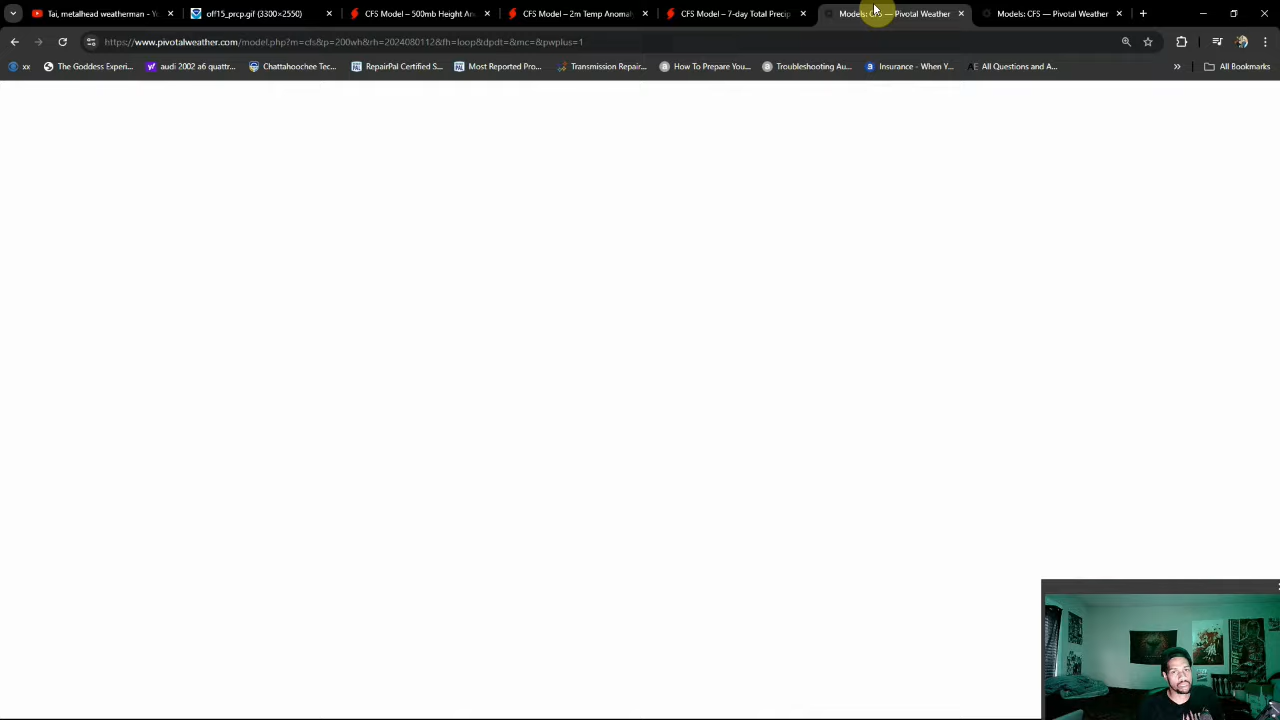 Tai, metalhead weatherman - Y
off15_prcp.gif (3300×2550)
CFS Model – 500mb Height An
CFS Model – 2m Temp Anomal
CFS Model – 7-day Total Precip
Models: CFS — Pivotal Weather
Models: CFS — Pivotal Weather
https://www.pivotalweather.com/model.php?m=cfs&p=200wh&rh=2024080112&fh=loop&dpdt=&mc=&pwplus=1
xx
The Goddess Experi...
audi 2002 a6 quattr...
Chattahoochee Tec...
RepairPal Certified S...
Most Reported Pro...
Transmission Repair...
How To Prepare You...
Troubleshooting Au...
Insurance - When Y...
All Questions and A...
All Bookmarks